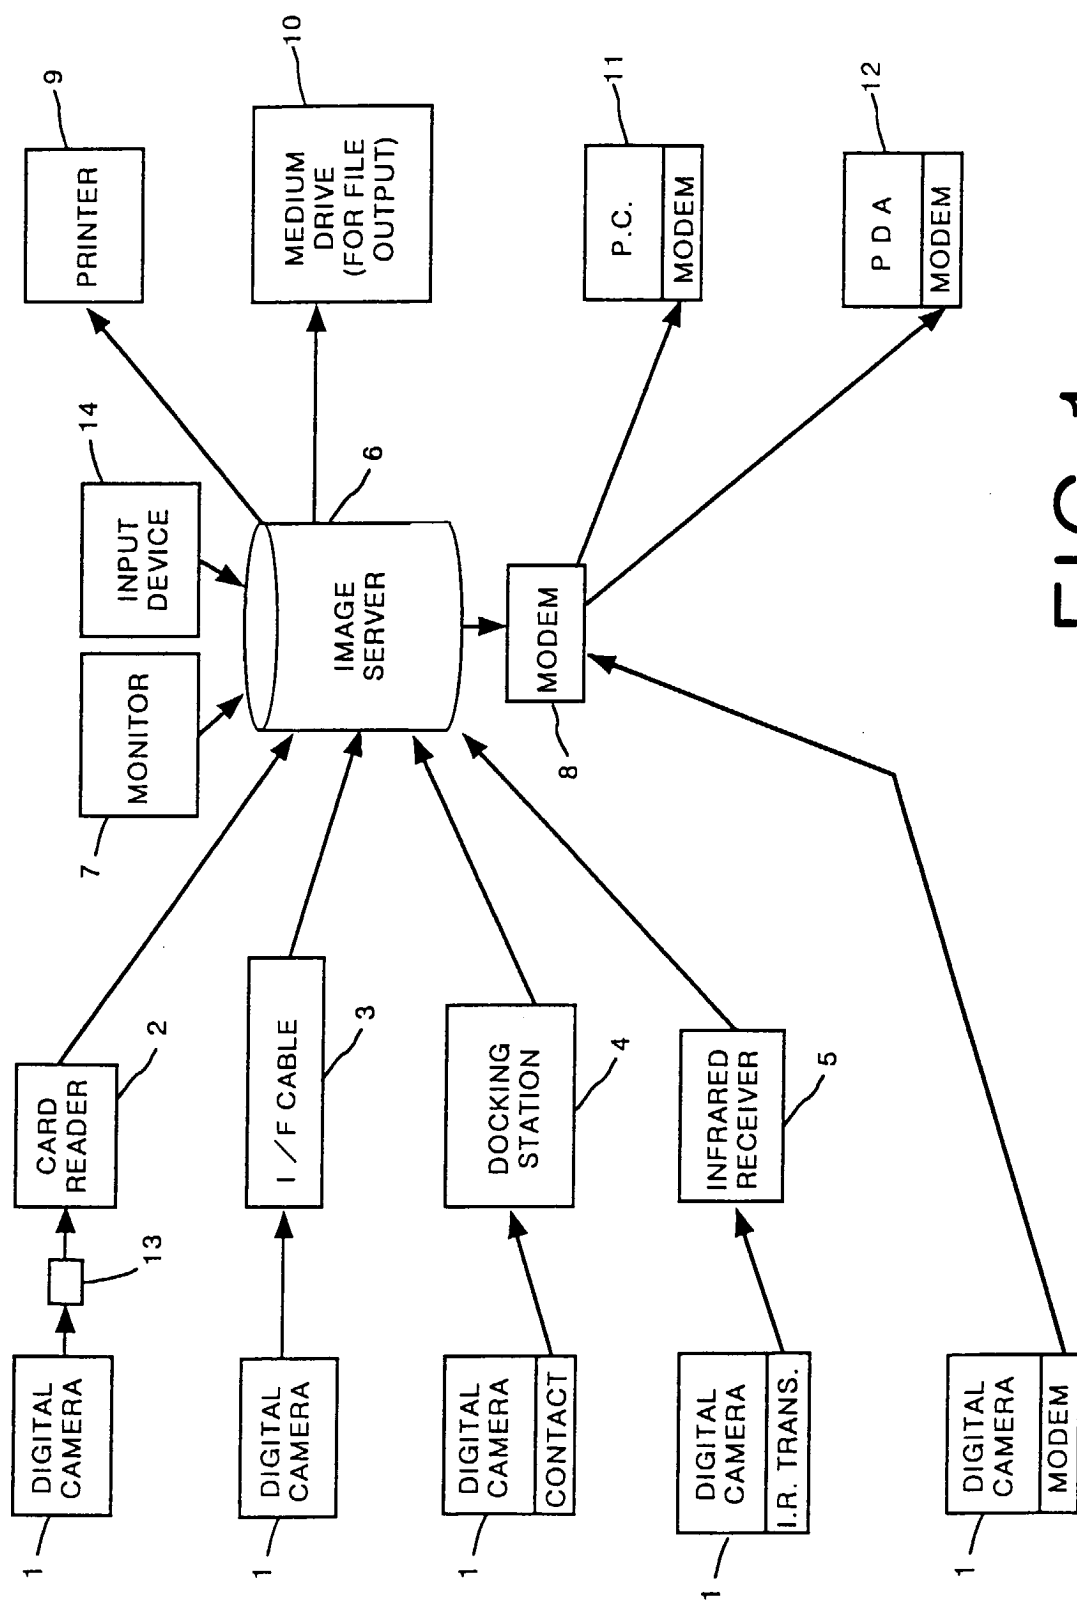 1
DIGITAL
CAMERA
13
CARD
READER
2
1
DIGITAL
CAMERA
I/F CABLE
3
1
DIGITAL
CAMERA
CONTACT
DOCKING
STATION
4
1
DIGITAL
CAMERA
I.R. TRANS.
INFRARED
RECEIVER
5
1
DIGITAL
CAMERA
MODEM
7
MONITOR
14
INPUT
DEVICE
6
IMAGE
SERVER
MODEM
8
9
PRINTER
10
MEDIUM
DRIVE
(FOR FILE
OUTPUT)
11
P.C.
MODEM
12
PDA
MODEM